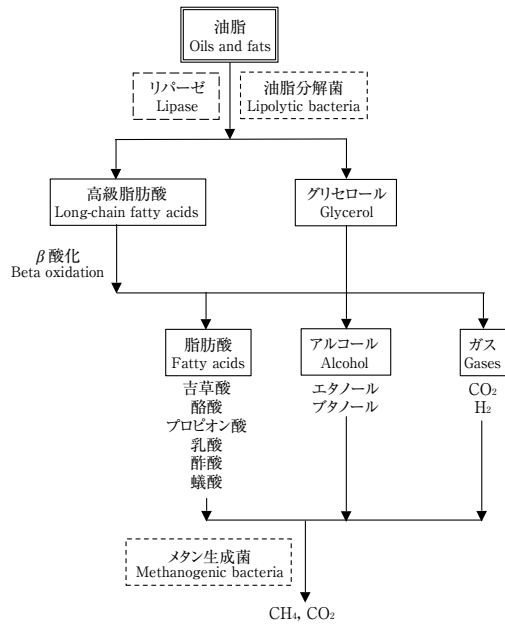 油脂
Oils and fats
リパーゼ
Lipase
油脂分解菌
Lipolytic bacteria
高級脂肪酸
Long-chain fatty acids
グリセロール
Glycerol
β酸化
Beta oxidation
脂肪酸
Fatty acids
アルコール
Alcohol
ガス
Gases
吉草酸
酪酸
プロピオン酸
乳酸
酢酸
蟻酸
エタノール
ブタノール
CO₂
H₂
メタン生成菌
Methanogenic bacteria
CH₄, CO₂